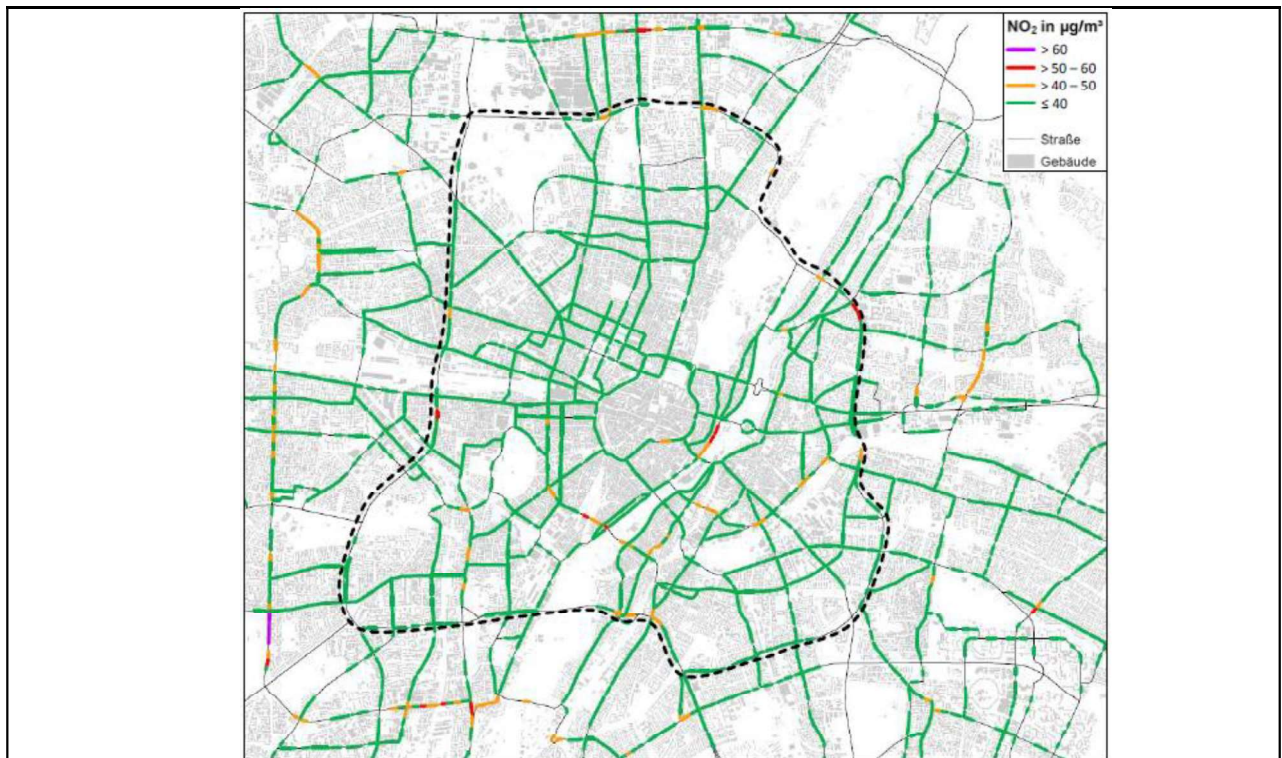 NO₂ in µg/m³
> 60
> 50 – 60
> 40 – 50
≤ 40
Straße
Gebäude